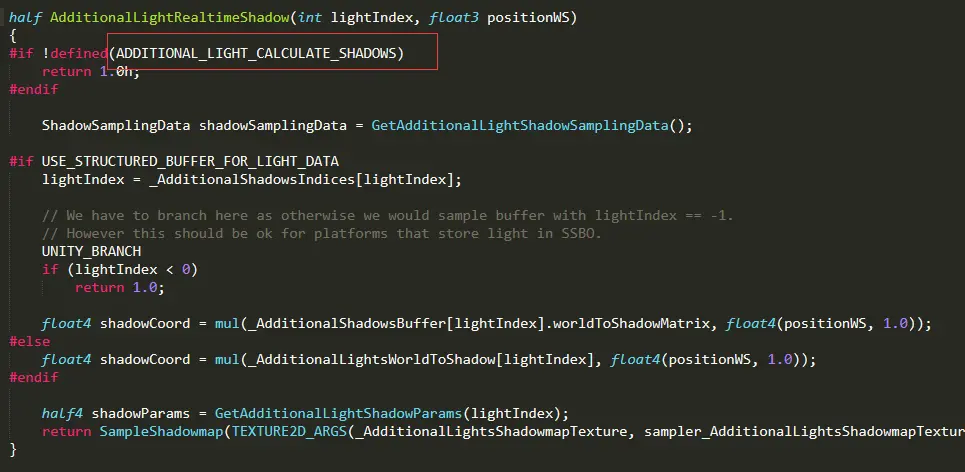 half AdditionalLightRealtimeShadow(int lightIndex, float3 positionWS)
{
#if !defined(ADDITIONAL_LIGHT_CALCULATE_SHADOWS)
    return 1.0h;
#endif
    ShadowSamplingData shadowSamplingData = GetAdditionalLightShadowSamplingData();
#if USE_STRUCTURED_BUFFER_FOR_LIGHT_DATA
    lightIndex = _AdditionalShadowsIndices[lightIndex];
    // We have to branch here as otherwise we would sample buffer with lightIndex == -1.
    // However this should be ok for platforms that store light in SSBO.
    UNITY_BRANCH
    if (lightIndex < 0)
        return 1.0;
    float4 shadowCoord = mul(_AdditionalShadowsBuffer[lightIndex].worldToShadowMatrix, float4(positionWS, 1.0));
#else
    float4 shadowCoord = mul(_AdditionalLightsWorldToShadow[lightIndex], float4(positionWS, 1.0));
#endif
    half4 shadowParams = GetAdditionalLightShadowParams(lightIndex);
    return SampleShadowmap(TEXTURE2D_ARGS(_AdditionalLightsShadowmapTexture, sampler_AdditionalLightsShadowmapTextur
}